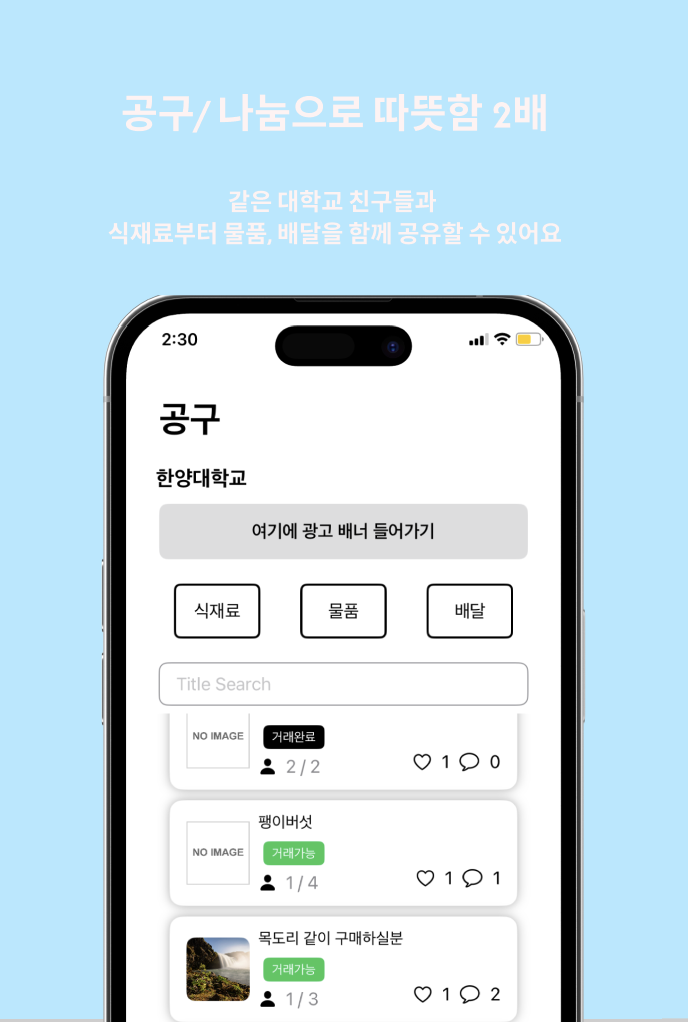 공구/ 나눔으로 따뜻함 2배
같은 대학교 친구들과
식재료부터 물품, 배달을 함께 공유할 수 있어요
2:30
공구
한양대학교
여기에 광고 배너 들어가기
식재료 물품 배달
Title Search
NO IMAGE 거래완료
2 / 2 1 0
팽이버섯
NO IMAGE 거래가능
1 / 4 1 1
목도리 같이 구매하실분
거래가능
1 / 3 1 2